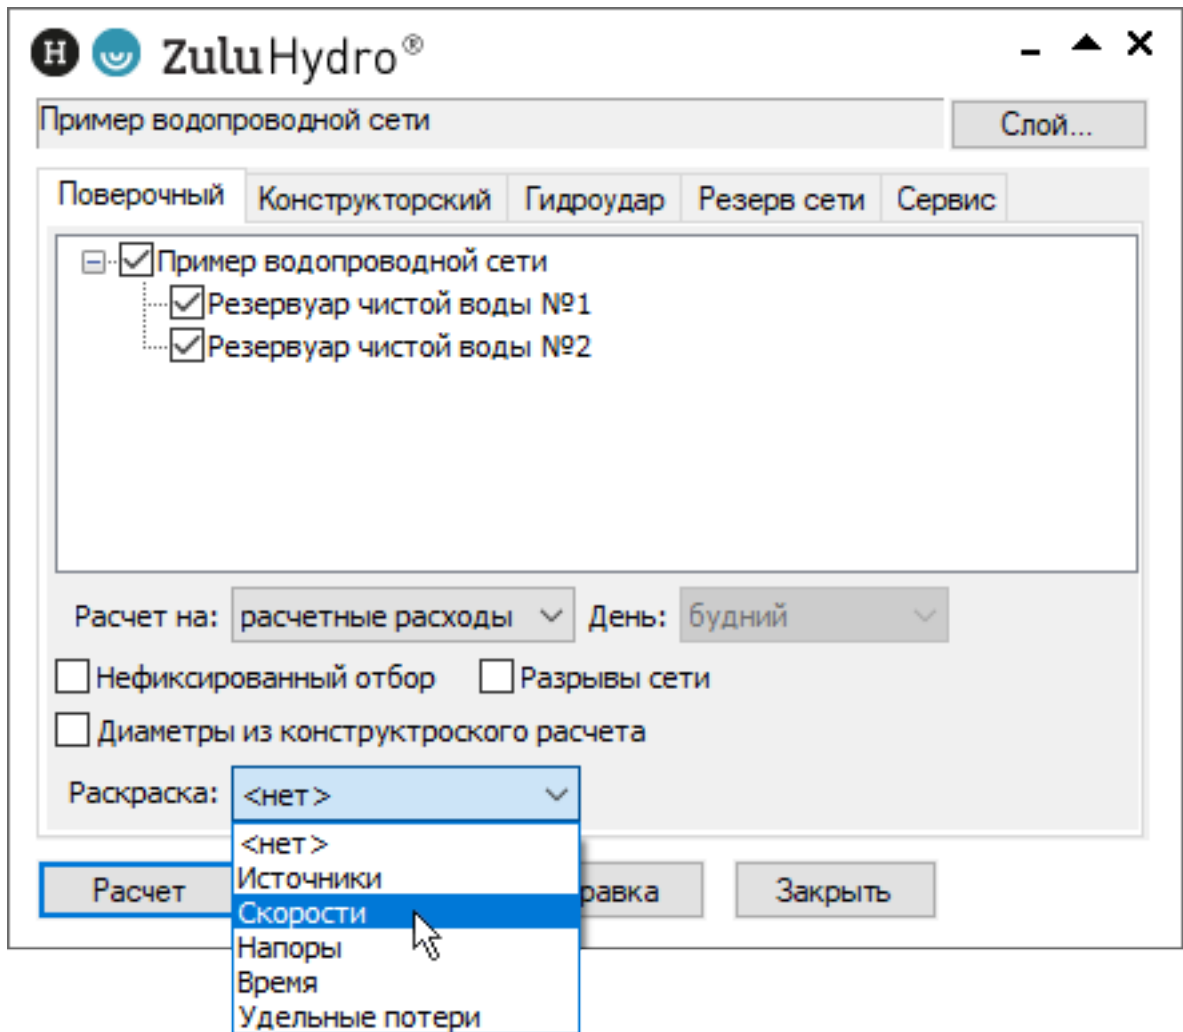 H ZuluHydro®
Пример водопроводной сети Слой...
Поверочный Конструкторский Гидроудар Резерв сети Сервис
Пример водопроводной сети
Резервуар чистой воды №1
Резервуар чистой воды №2
Расчет на: расчетные расходы День: будний
Нефиксированный отбор Разрывы сети
Диаметры из конструктроского расчета
Раскраска: <нет>
<нет>
Источники
Расчет равка Закрыть
Скорости
Напоры
Время
Удельные потери